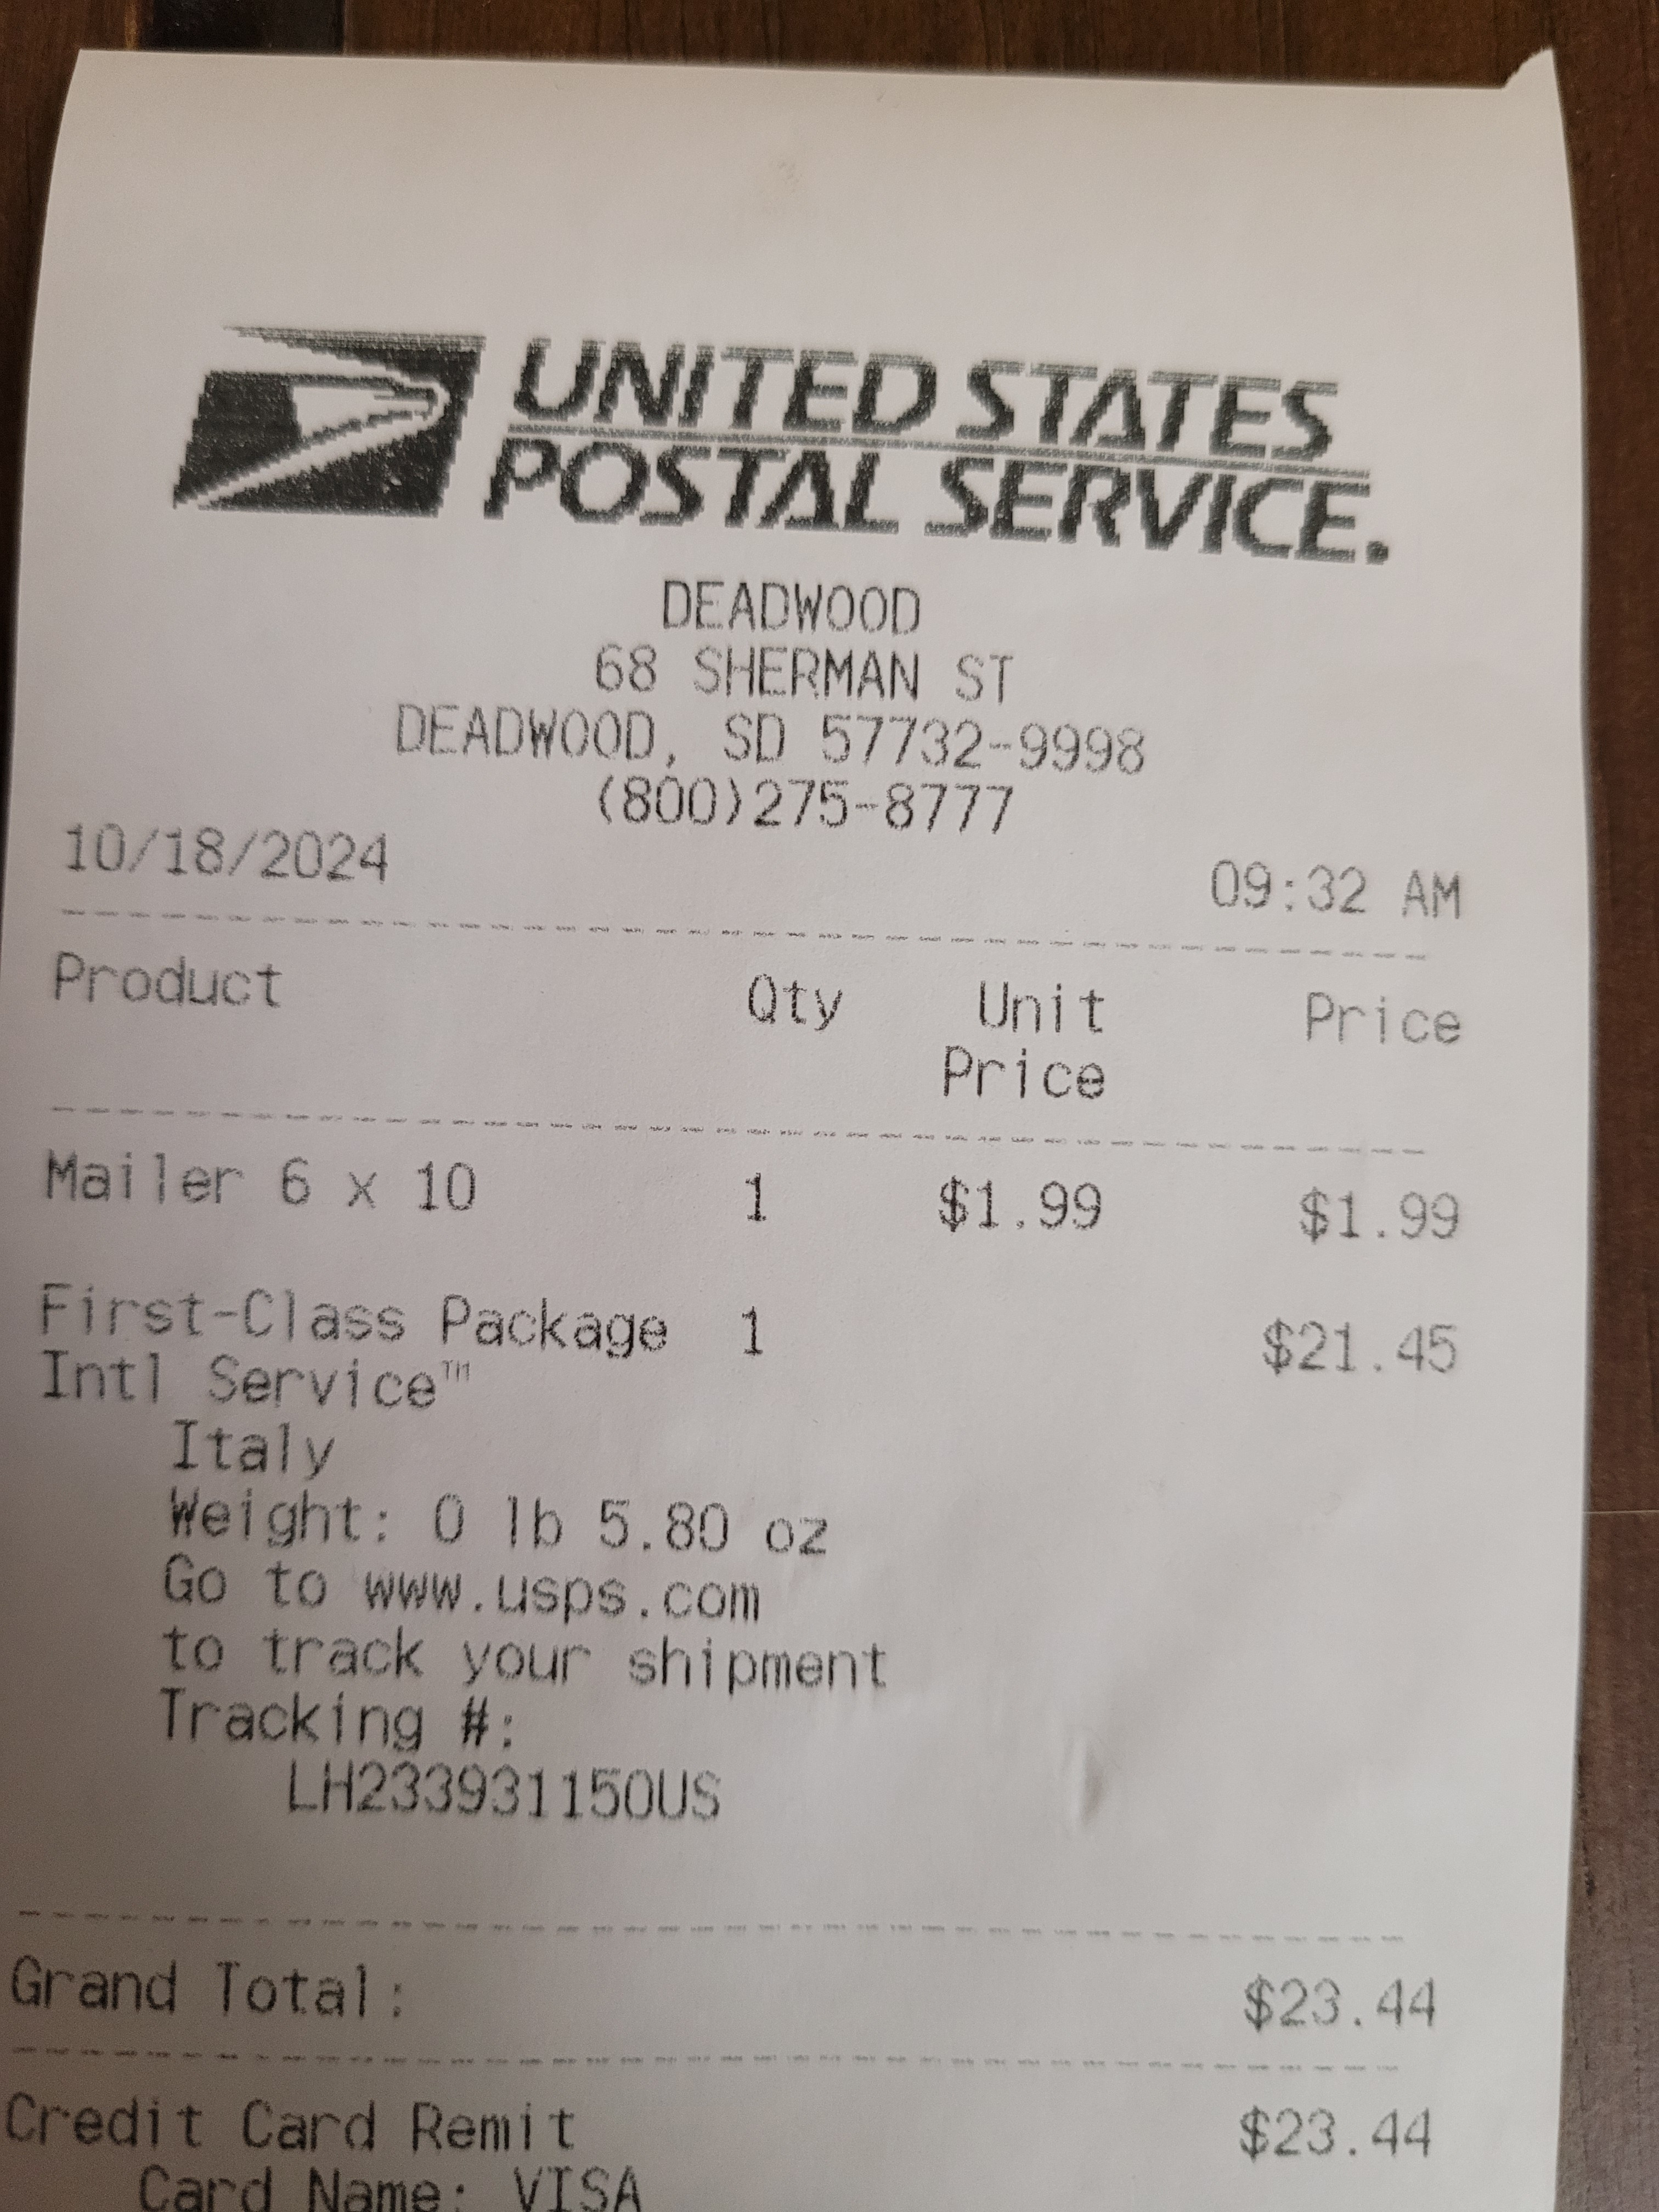 UNITED STATES
POSTAL SERVICE.
DEADWOOD
68 SHERMAN ST
DEADWOOD, SD 57732-9998
(800)275-8777
10/18/2024 09:32 AM
Product Qty Unit Price
Price
Mailer 6 x 10 1 $1.99 $1.99
First-Class Package 1 $21.45
Intl Service™
Italy
Weight: 0 lb 5.80 oz
Go to www.usps.com
to track your shipment
Tracking #:
LH233931150US
Grand Total: $23.44
Credit Card Remit $23.44
Card Name: VISA